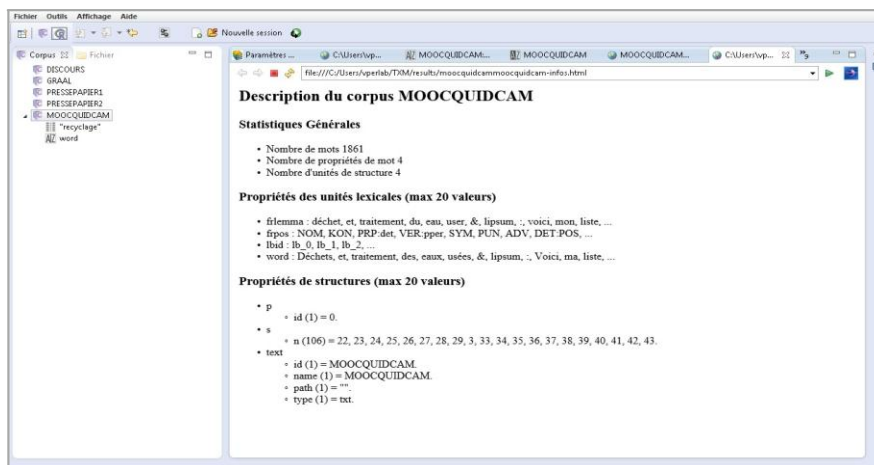 Fichier Outils Affichage Aide
Nouvelle session
Corpus Fichier
DISCOURS
GRAAL
PRESSEPAPIER1
PRESSEPAPIER2
MOOCQUIDCAM
"recyclage"
word
Paramètres ... C:\Users\vp... MOOCQUIDCAM:... MOOCQUIDCAM MOOCQUIDCAM... C:\Users\vp... »9
file:///C:/Users/vperlab/TXM/results/moocquidcammoocquidcam-infos.html
Description du corpus MOOCQUIDCAM
Statistiques Générales
• Nombre de mots 1861
• Nombre de propriétés de mot 4
• Nombre d'unités de structure 4
Propriétés des unités lexicales (max 20 valeurs)
• frlemma : déchet, et, traitement, du, eau, user, &, lipsum, :, voici, mon, liste, ...
• frpos : NOM, KON, PRP:det, VER:pper, SYM, PUN, ADV, DET:POS, ...
• lbid : lb_0, lb_1, lb_2, ...
• word : Déchets, et, traitement, des, eaux, usées, &, lipsum, :, Voici, ma, liste, ...
Propriétés de structures (max 20 valeurs)
• p
id (1) = 0.
• s
n (106) = 22, 23, 24, 25, 26, 27, 28, 29, 3, 33, 34, 35, 36, 37, 38, 39, 40, 41, 42, 43.
• text
id (1) = MOOCQUIDCAM.
name (1) = MOOCQUIDCAM.
path (1) = "".
type (1) = txt.